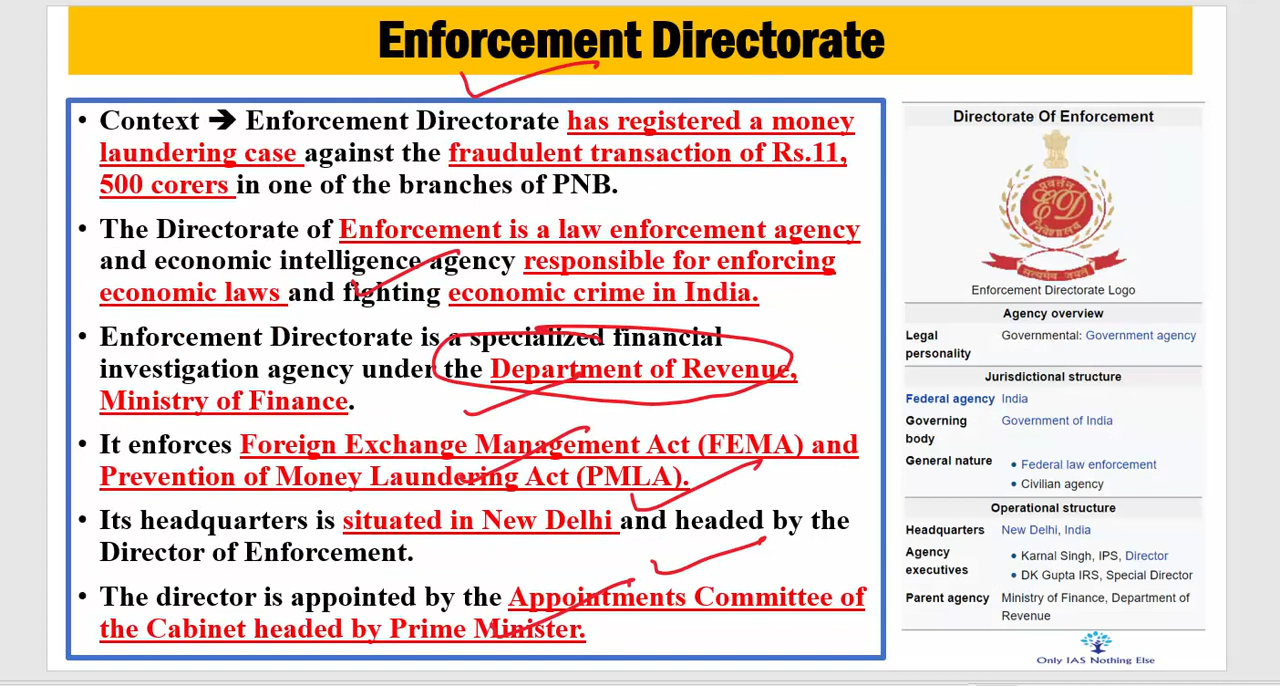 Enforcement Directorate
• Context ➔ Enforcement Directorate has registered a money
laundering case against the fraudulent transaction of Rs.11,
500 corers in one of the branches of PNB.
• The Directorate of Enforcement is a law enforcement agency
and economic intelligence agency responsible for enforcing
economic laws and fighting economic crime in India.
• Enforcement Directorate is a specialized financial
investigation agency under the Department of Revenue,
Ministry of Finance.
• It enforces Foreign Exchange Management Act (FEMA) and
Prevention of Money Laundering Act (PMLA).
• Its headquarters is situated in New Delhi and headed by the
Director of Enforcement.
• The director is appointed by the Appointments Committee of
the Cabinet headed by Prime Minister.
Directorate Of Enforcement
प्रवर्तन
ED
निदेशालय
सत्यमेव जयते
Enforcement Directorate Logo
Agency overview
Legal personality Governmental: Government agency
Jurisdictional structure
Federal agency India
Governing body Government of India
General nature • Federal law enforcement
• Civilian agency
Operational structure
Headquarters New Delhi, India
Agency executives • Karnal Singh, IPS, Director
• DK Gupta IRS, Special Director
Parent agency Ministry of Finance, Department of
Revenue
Only IAS Nothing Else